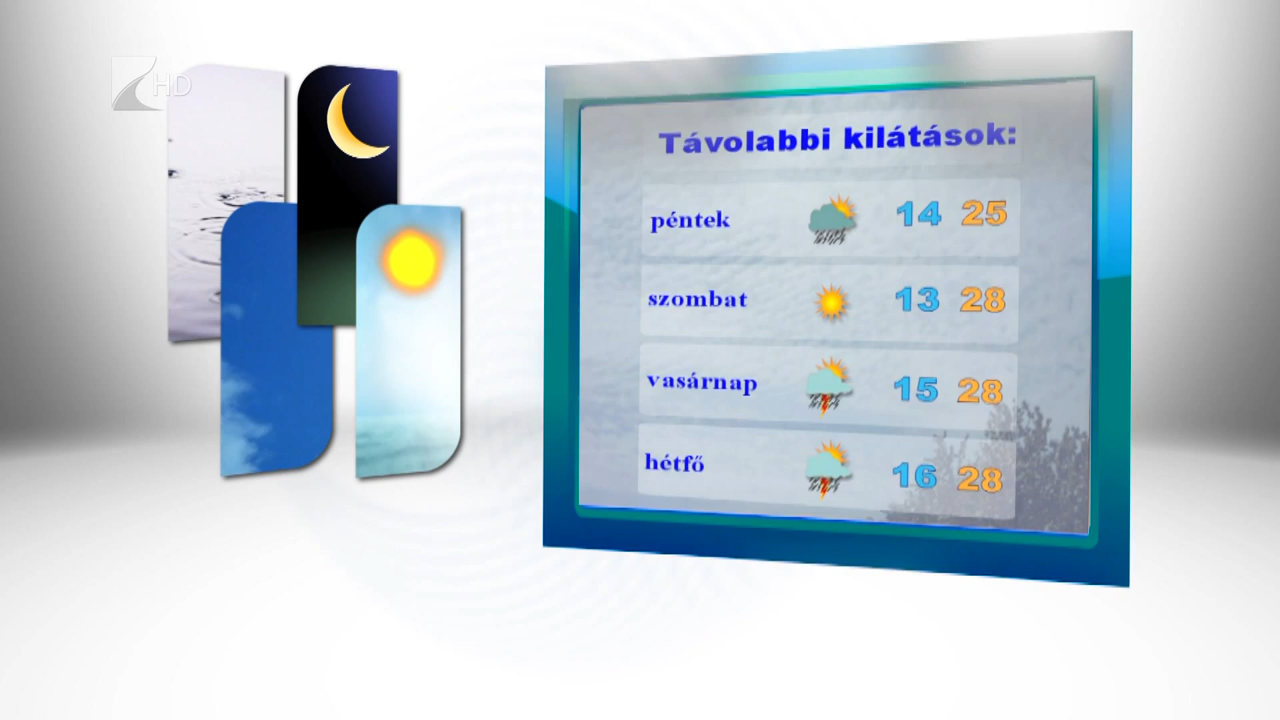 HD
Távolabbi kilátások:
péntek 14 25
szombat 13 28
vasárnap 15 28
hétfő 16 28